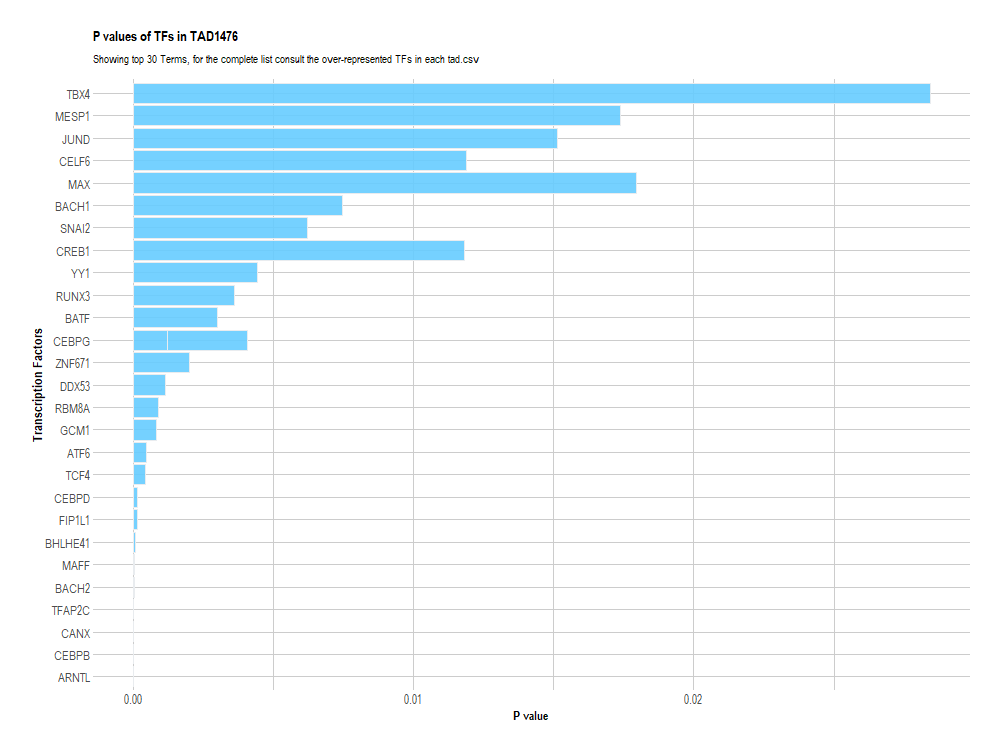 P values of TFs in TAD1476
Showing top 30 Terms, for the complete list consult the over-represented TFs in each tad.csv
Transcription Factors
TBX4
MESP1
JUND
CELF6
MAX
BACH1
SNAI2
CREB1
YY1
RUNX3
BATF
CEBPG
ZNF671
DDX53
RBM8A
GCM1
ATF6
TCF4
CEBPD
FIP1L1
BHLHE41
MAFF
BACH2
TFAP2C
CANX
CEBPB
ARNTL
0.00 0.01 0.02
P value